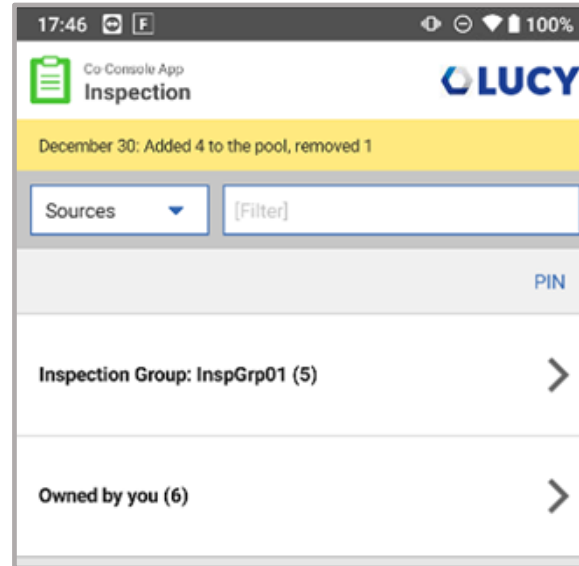 17:46 F 100%
Co-Console App
Inspection
LUCY
December 30: Added 4 to the pool, removed 1
Sources [Filter]
PIN
Inspection Group: InspGrp01 (5)
Owned by you (6)